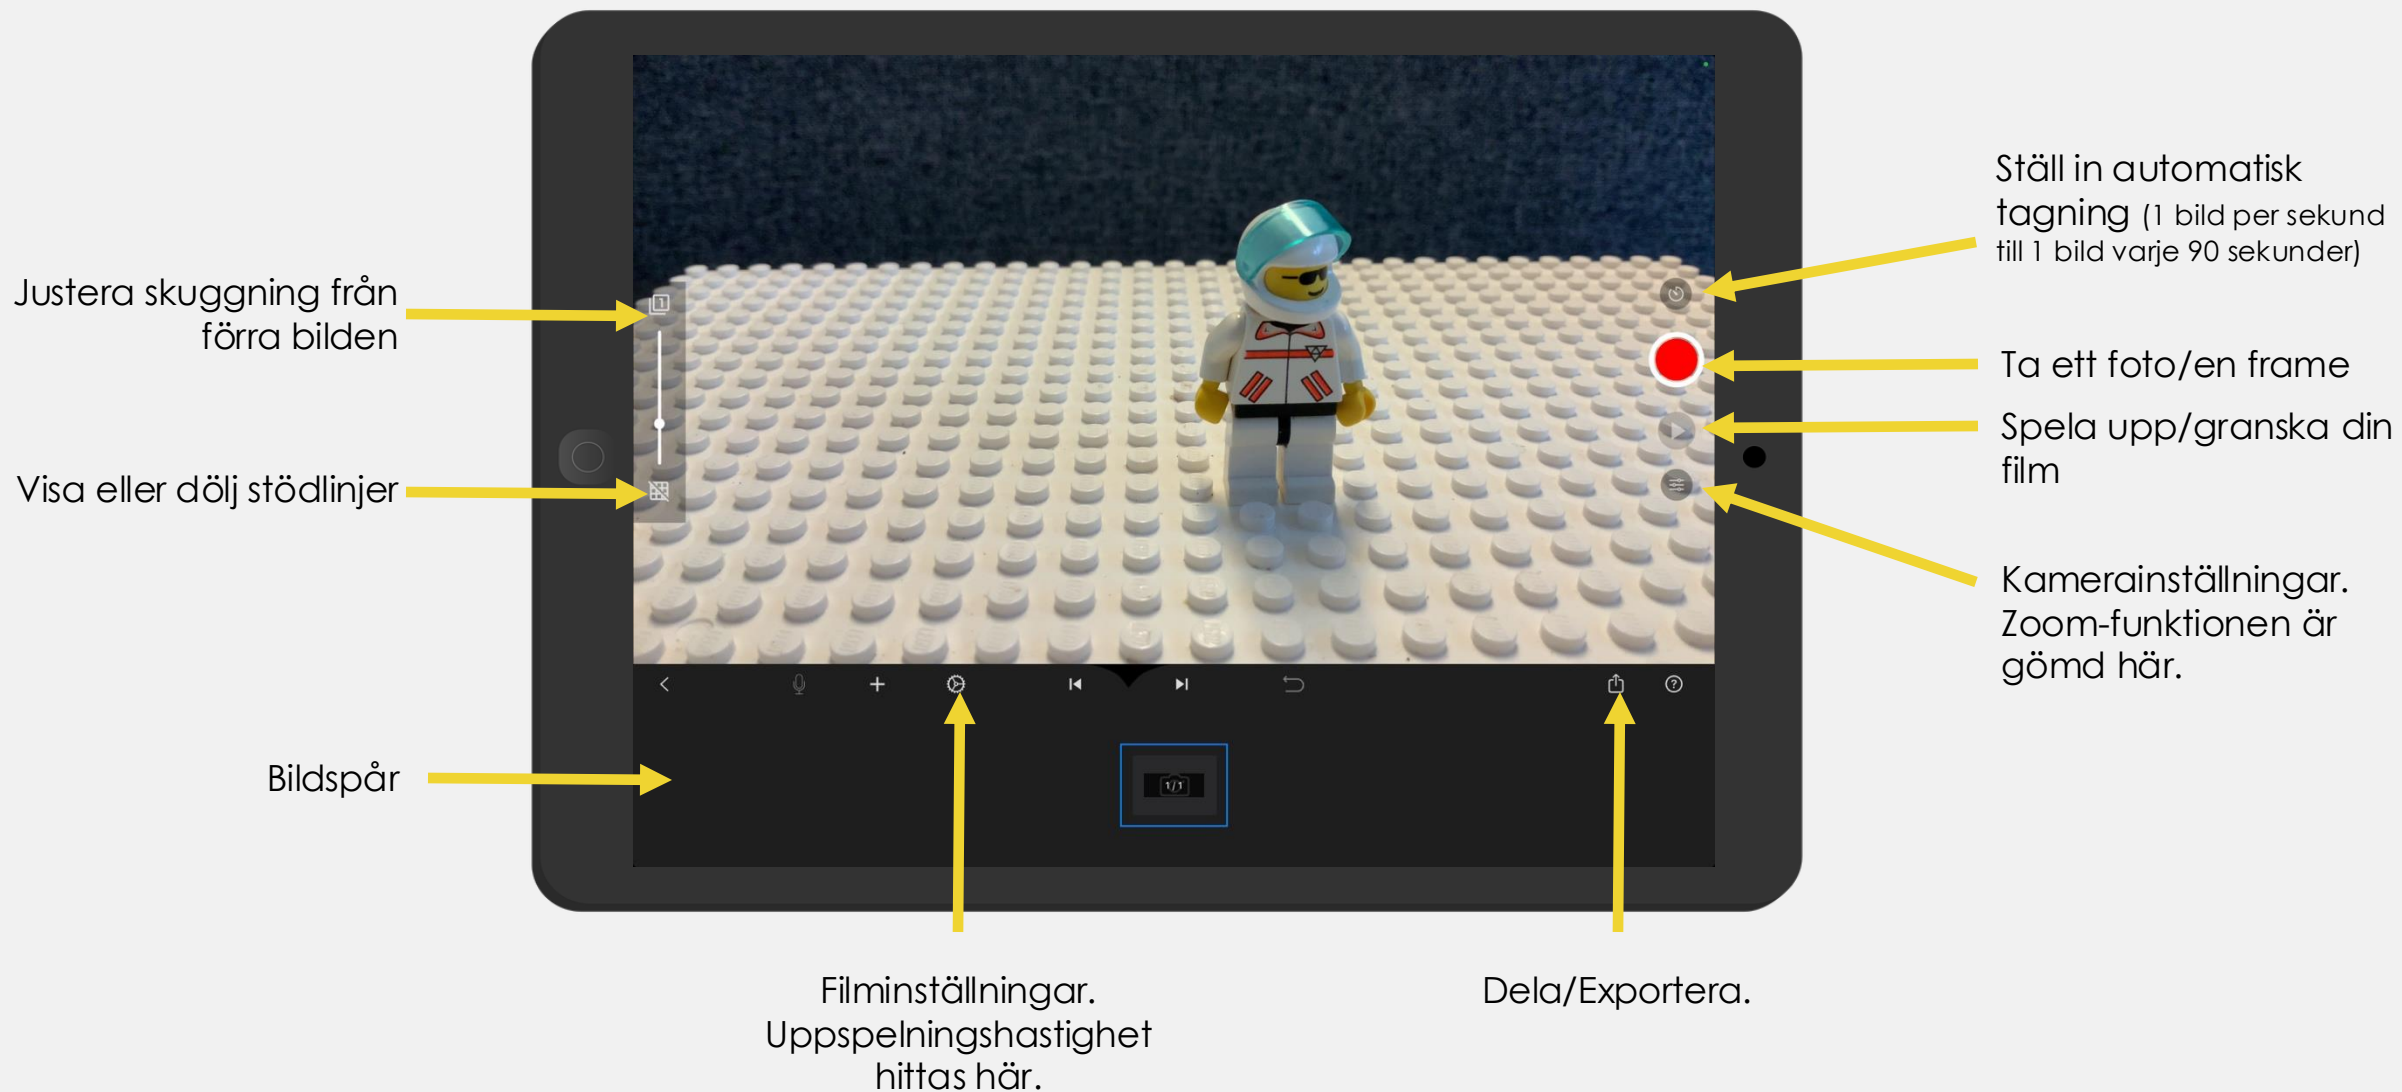 Justera skuggning från
förra bilden
Visa eller dölj stödlinjer
Bildspår
Ställ in automatisk
tagning (1 bild per sekund
till 1 bild varje 90 sekunder)
Ta ett foto/en frame
Spela upp/granska din
film
Kamerainställningar.
Zoom-funktionen är
gömd här.
1
?
1/1
Filminställningar.
Uppspelningshastighet
hittas här.
Dela/Exportera.